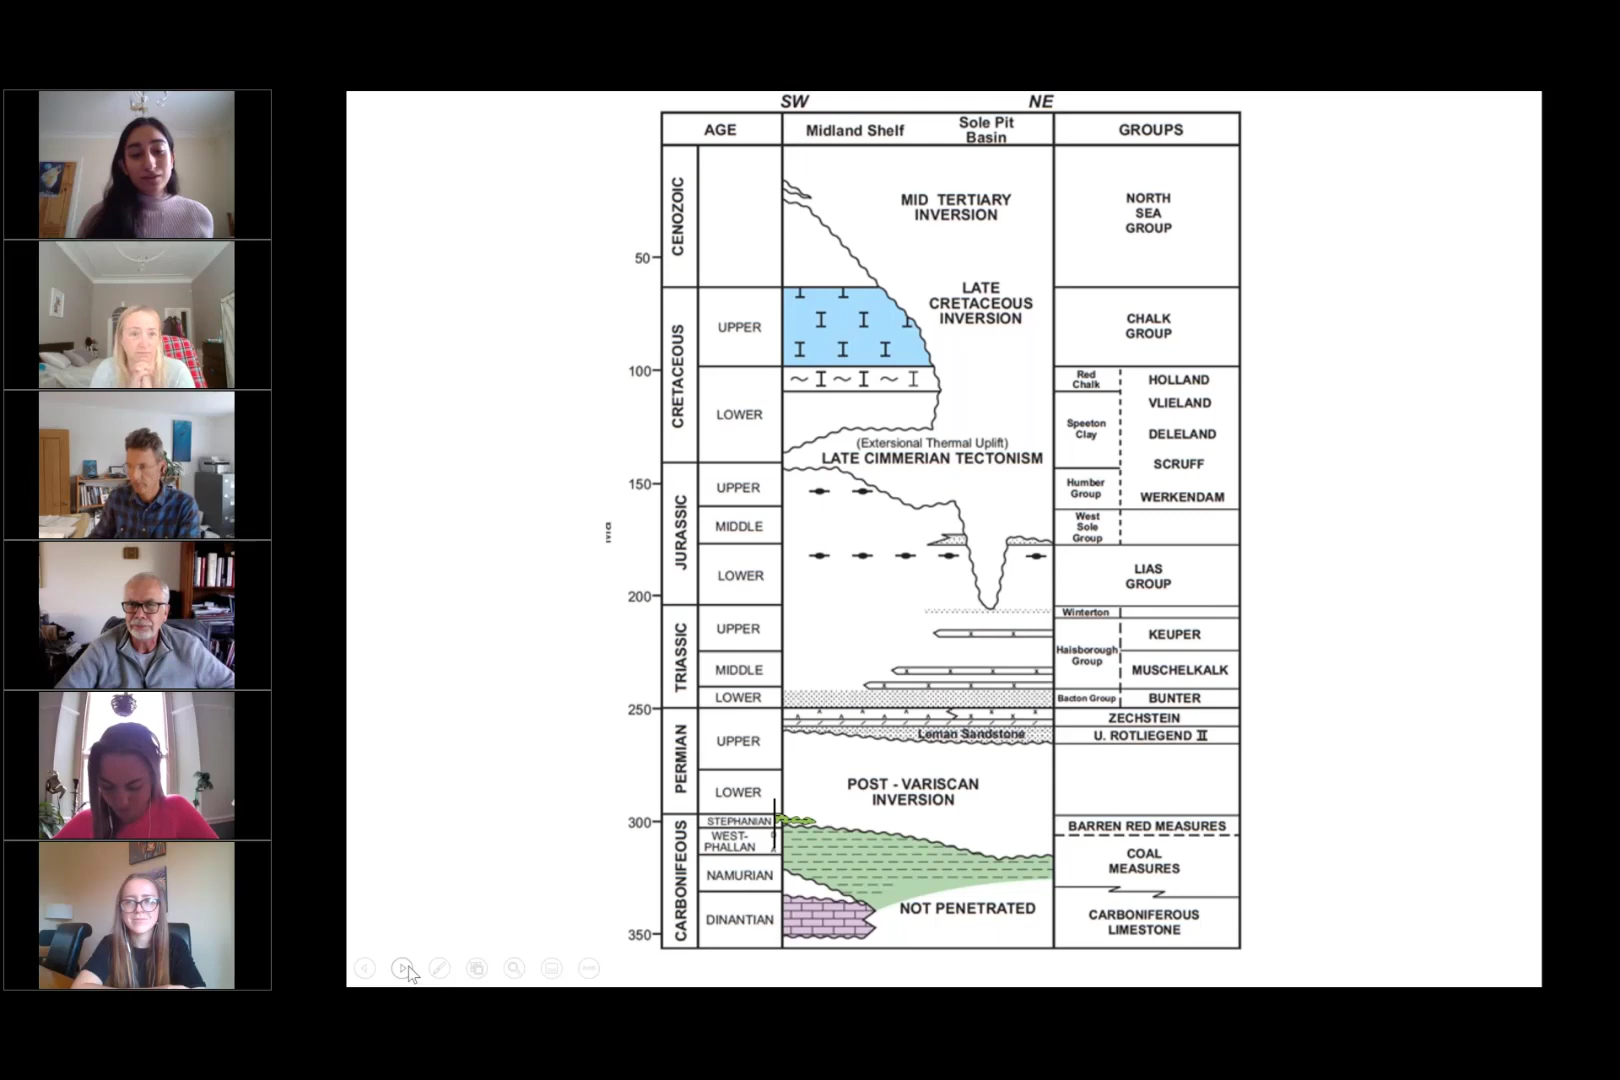 SW
NE
AGE
Midland Shelf
Sole Pit
Basin
GROUPS
CENOZOIC
MID TERTIARY
INVERSION
NORTH
SEA
GROUP
50
LATE
CRETACEOUS
INVERSION
CRETACEOUS
UPPER
CHALK
GROUP
100
Red
Chalk
HOLLAND
VLIELAND
LOWER
Speeton
Clay
DELELAND
(Extersional Thermal Uplift)
LATE CIMMERIAN TECTONISM
SCRUFF
150
JURASSIC
UPPER
Humber
Group
WERKENDAM
MIDDLE
West
Sole
Group
Ma
LOWER
LIAS
GROUP
200
Winterton
TRIASSIC
UPPER
KEUPER
Haisborough
Group
MIDDLE
MUSCHELKALK
LOWER
Bacton Group
BUNTER
250
ZECHSTEIN
PERMIAN
UPPER
Leman Sandstone
U. ROTLIEGEND II
LOWER
POST - VARISCAN
INVERSION
300
STEPHANIAN
BARREN RED MEASURES
CARBONIFEOUS
WEST-
PHALLAN
COAL
MEASURES
NAMURIAN
NOT PENETRATED
DINANTIAN
CARBONIFEROUS
LIMESTONE
350